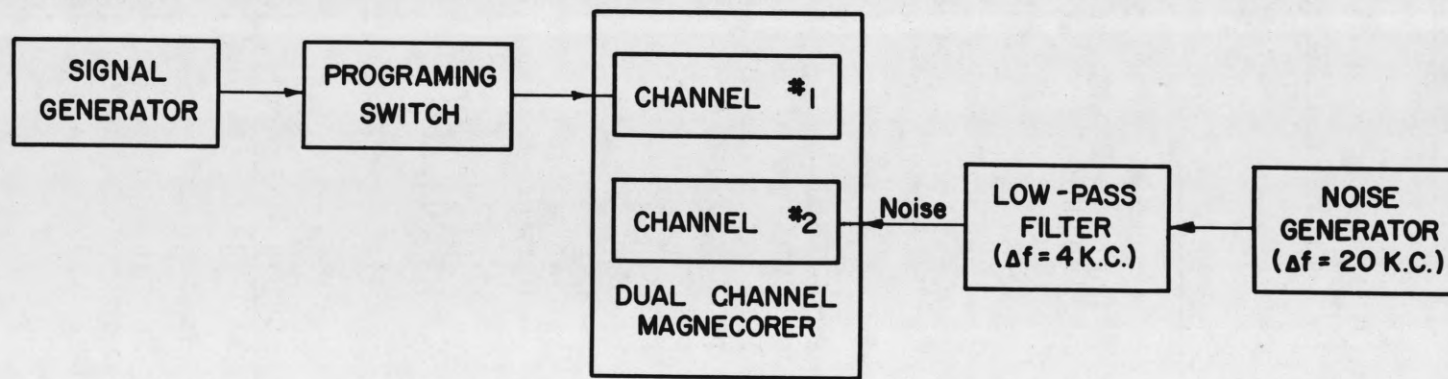 SIGNAL
GENERATOR
PROGRAMING
SWITCH
CHANNEL #1
CHANNEL #2
DUAL CHANNEL
MAGNECORER
Noise
LOW-PASS
FILTER
(Δf = 4 K.C.)
NOISE
GENERATOR
(Δf = 20 K.C.)